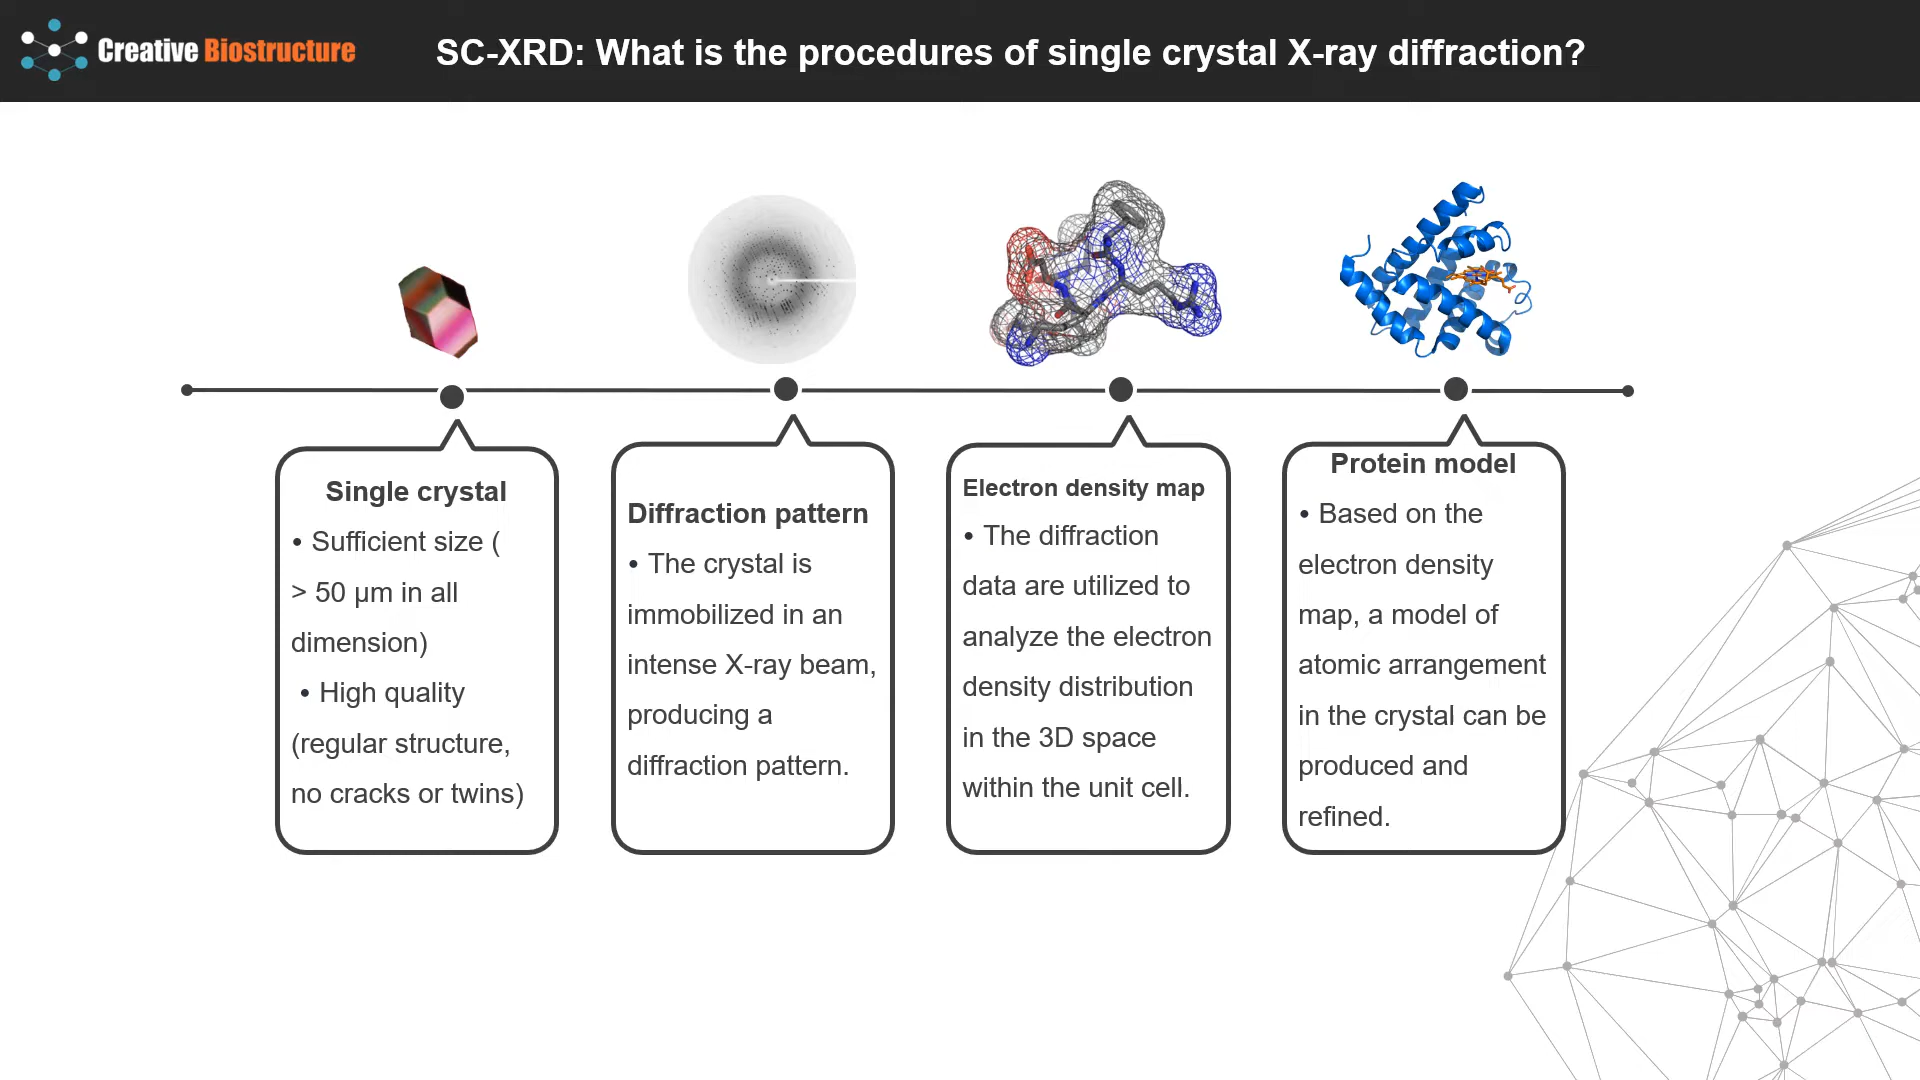 Creative Biostructure
SC-XRD: What is the procedures of single crystal X-ray diffraction?
Single crystal
• Sufficient size (
> 50 μm in all
dimension)
• High quality
(regular structure,
no cracks or twins)
Diffraction pattern
• The crystal is
immobilized in an
intense X-ray beam,
producing a
diffraction pattern.
Electron density map
• The diffraction
data are utilized to
analyze the electron
density distribution
in the 3D space
within the unit cell.
Protein model
• Based on the
electron density
map, a model of
atomic arrangement
in the crystal can be
produced and
refined.